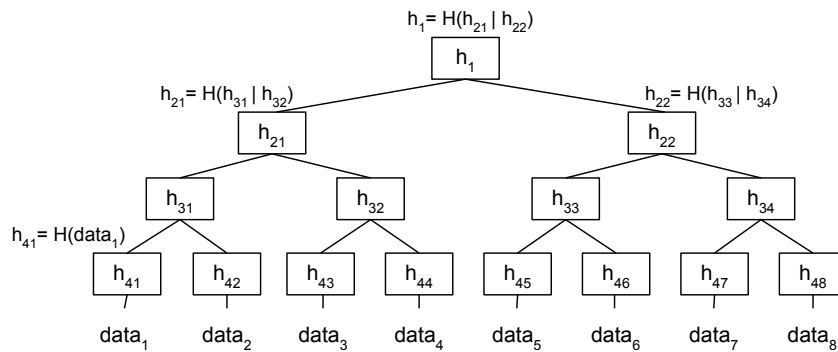 h₁= H(h₂₁ | h₂₂)
h₁
h₂₁= H(h₃₁ | h₃₂)
h₂₂= H(h₃₃ | h₃₄)
h₂₁ h₂₂
h₃₁ h₃₂ h₃₃ h₃₄
h₄₁= H(data₁)
h₄₁ h₄₂ h₄₃ h₄₄ h₄₅ h₄₆ h₄₇ h₄₈
data₁ data₂ data₃ data₄ data₅ data₆ data₇ data₈